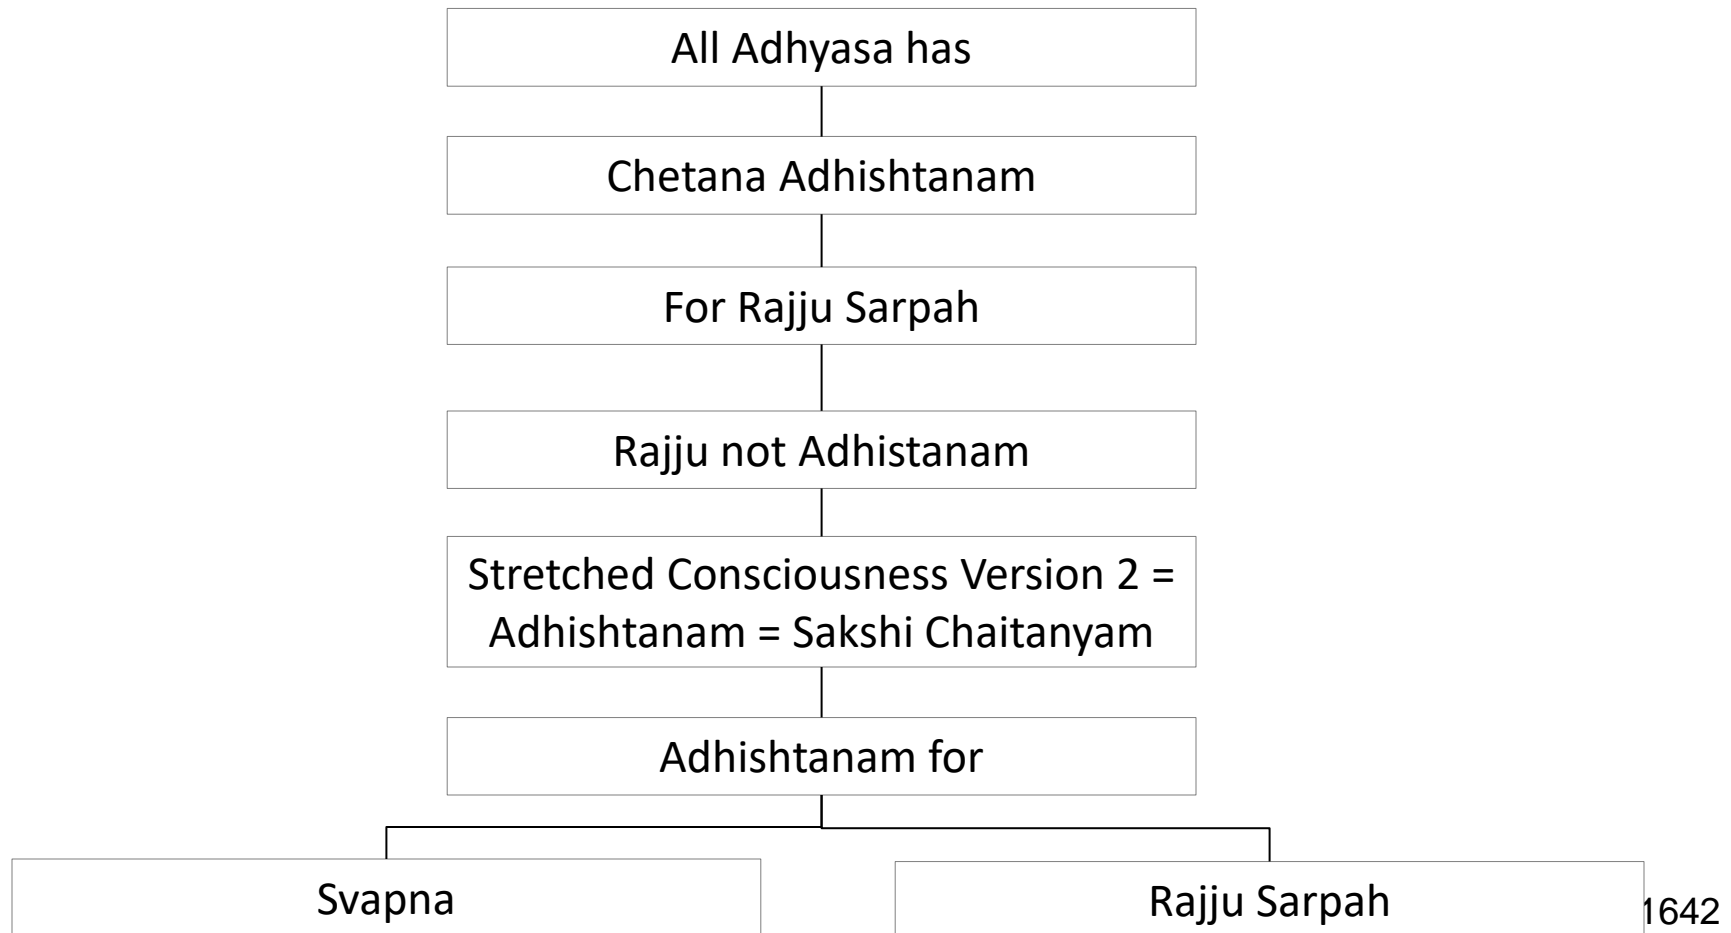 All Adhyasa has
Chetana Adhishtanam
For Rajju Sarpah
Rajju not Adhistanam
Stretched Consciousness Version 2 =
Adhishtanam = Sakshi Chaitanyam
Adhishtanam for
Svapna
Rajju Sarpah
1642